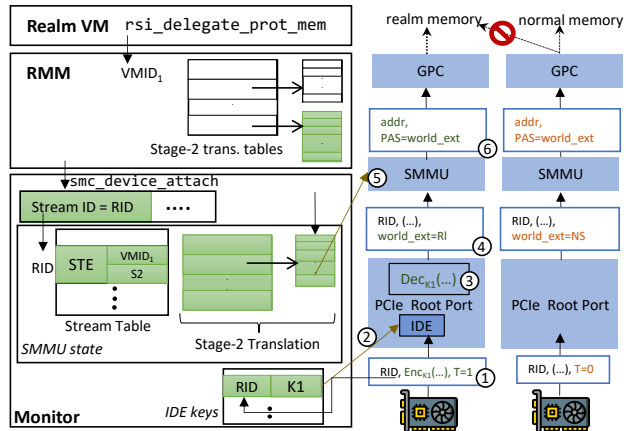 Realm VM rsi_delegate_prot_mem
RMM
VMID1
Stage-2 trans. tables
smc_device_attach
Stream ID = RID
....
RID
STE
VMID1
S2
Stream Table
Stage-2 Translation
SMMU state
RID
K1
IDE keys
Monitor
realm memory
normal memory
GPC
GPC
addr,
PAS=world_ext
addr,
PAS=world_ext
6
SMMU
SMMU
5
RID, (...),
world_ext=Rl
RID, (...),
world_ext=NS
4
DecK1(...)
3
PCIe Root Port
IDE
2
PCIe Root Port
RID, EncK1(...), T=1
1
RID, (...), T=0